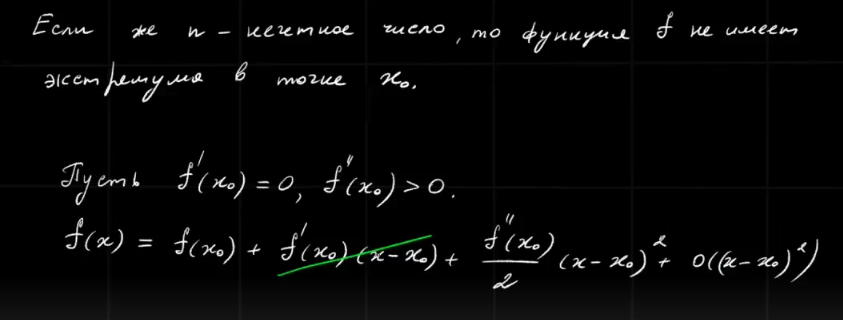 Если же n - нечетное число, то функция f не имеет
экстремума в точке x₀.
Пусть f'(x₀) = 0, f''(x₀) > 0.
f(x) = f(x₀) + f'(x₀)(x-x₀) + f''(x₀)/2 (x-x₀)² + o((x-x₀)²)